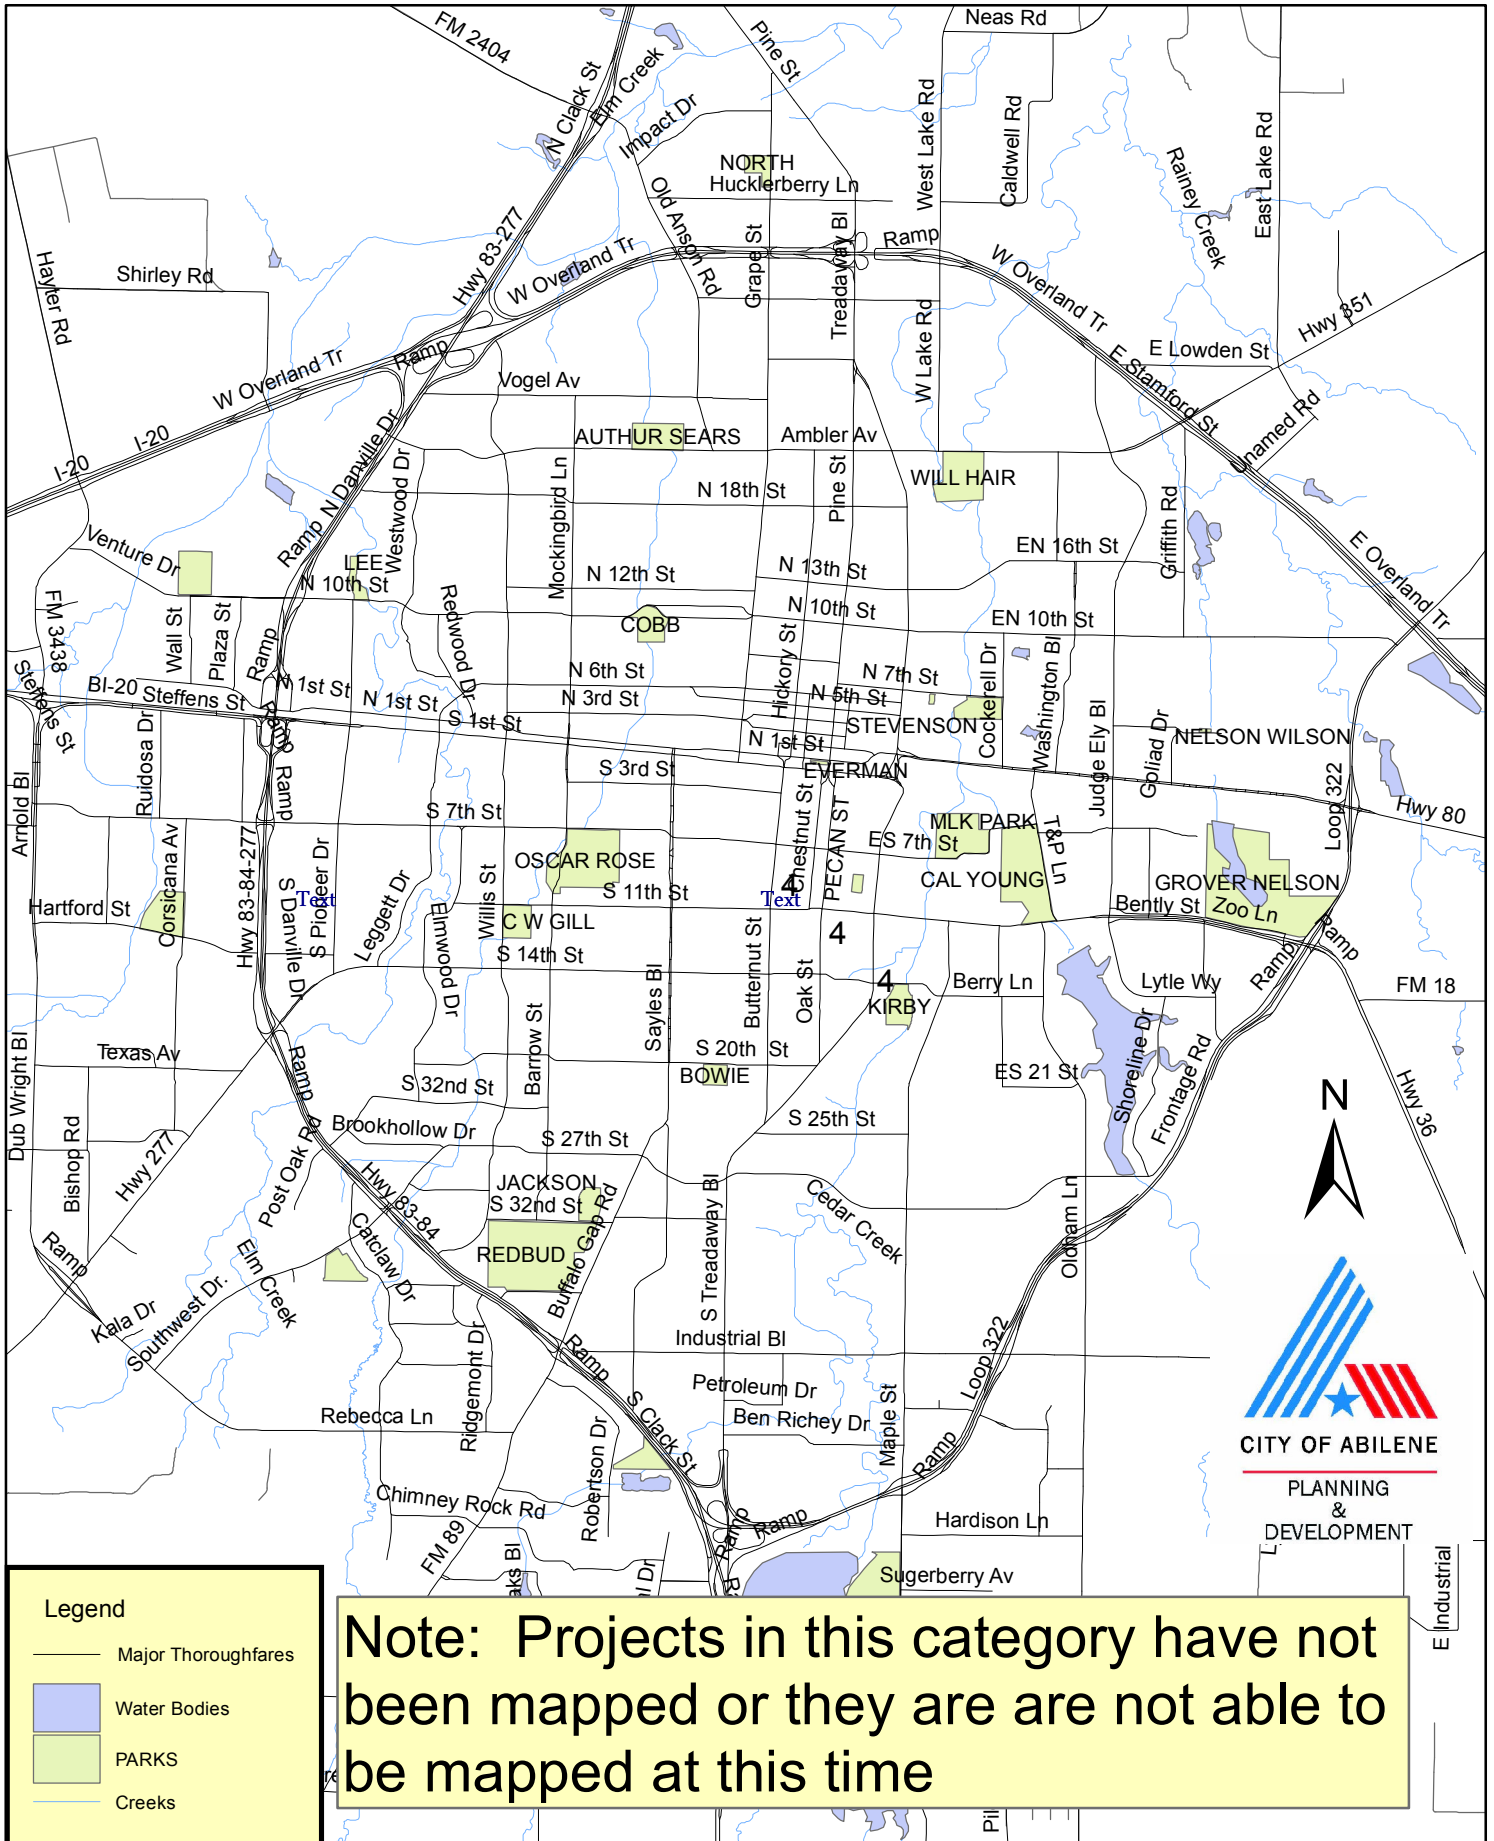 Neas Rd
FM 2404
Pine St
N Clack St
Elm Creek
Impact Dr
West Lake Rd
Caldwell Rd
East Lake Rd
Rainey Creek
NORTH
Hucklerberry Ln
Old Anson Rd
Hayter Rd
Shirley Rd
Hwy 83-277
W Overland Tr
Grape St
Treadaway Bl
Ramp
W Overland Tr
Hwy 351
W Overland Tr
Ramp
W Lake Rd
E Lowden St
E Stamford St
Unamed Rd
Vogel Av
I-20
I-20
N Danville Dr
AUTHUR SEARS
Ambler Av
Westwood Dr
Mockingbird Ln
N 18th St
Pine St
WILL HAIR
Griffith Rd
Venture Dr
Ramp
LEE
N 10th St
N 12th St
N 13th St
EN 16th St
E Overland Tr
FM 3438
Wall St
Plaza St
Ramp
Redwood Dr
COBB
N 10th St
EN 10th St
Hickory St
Cockerell Dr
Washington Bl
Steffens St
BI-20
Steffens St
N 1st St
N 1st St
N 6th St
N 3rd St
N 7th St
N 5th St
S 1st St
STEVENSON
Ruidosa Dr
Ramp
N 1st St
Judge Ely Bl
Goliad Dr
NELSON WILSON
Arnold Bl
Ramp
S 3rd St
EVERMAN
Loop 322
Hwy 80
S 7th St
Chestnut St
PECAN ST
MLK PARK
ES 7th St
T&P Ln
Hwy 83-84-277
OSCAR ROSE
Corsicana Av
S Danville Dr
S Pioneer Dr
Text
Leggett Dr
Willis St
S 11th St
4
Text
CAL YOUNG
GROVER NELSON
Hartford St
Elmwood Dr
C W GILL
Bently St
Zoo Ln
Ramp
4
S 14th St
Butternut St
Oak St
Sayles Bl
4
KIRBY
Berry Ln
Lytle Wy
Ramp
FM 18
Barrow St
Texas Av
Dub Wright Bl
Ramp
S 20th St
BOWIE
ES 21 St
Shoreline Dr
Frontage Rd
Hwy 36
N
S 32nd St
Brookhollow Dr
S 27th St
S 25th St
Bishop Rd
Hwy 277
Post Oak Rd
Hwy 83-84
JACKSON
S 32nd St
Buffalo Gap Rd
S Treadaway Bl
Cedar Creek
Oldham Ln
REDBUD
Ramp
Elm Creek
Catclaw Dr
Kala Dr
Southwest Dr.
Ridgemont Dr
Ramp
Industrial Bl
Loop 322
Petroleum Dr
Ben Richey Dr
Maple St
Rebecca Ln
S Clack St
Robertson Dr
Ramp
CITY OF ABILENE
PLANNING
&
DEVELOPMENT
Chimney Rock Rd
FM 89
Ramp
Ramp
Hardison Ln
Sugerberry Av
E Industrial
Legend
Major Thoroughfares
Water Bodies
PARKS
Creeks
Note: Projects in this category have not
been mapped or they are are not able to
be mapped at this time